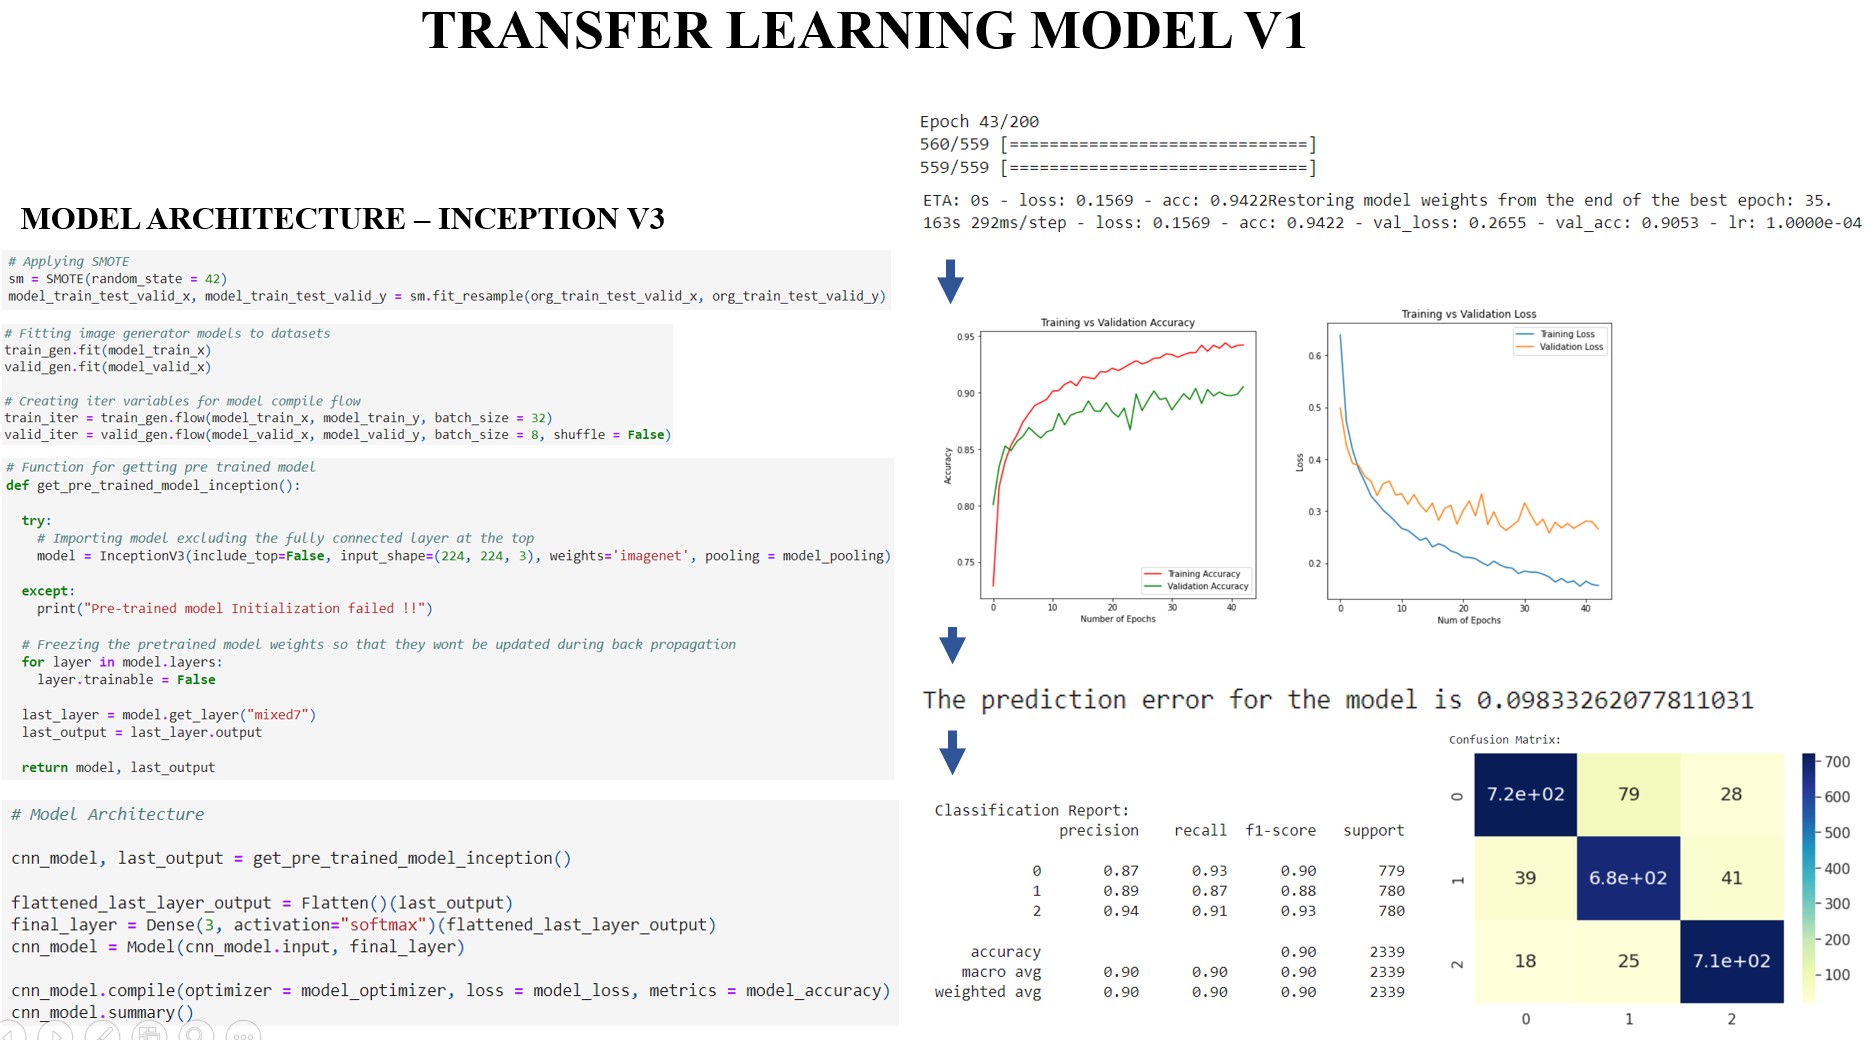 TRANSFER LEARNING MODEL V1
MODEL ARCHITECTURE – INCEPTION V3
# Applying SMOTE
sm = SMOTE(random_state = 42)
model_train_test_valid_x, model_train_test_valid_y = sm.fit_resample(org_train_test_valid_x, org_train_test_valid_y)
# Fitting image generator models to datasets
train_gen.fit(model_train_x)
valid_gen.fit(model_valid_x)
# Creating iter variables for model compile flow
train_iter = train_gen.flow(model_train_x, model_train_y, batch_size = 32)
valid_iter = valid_gen.flow(model_valid_x, model_valid_y, batch_size = 8, shuffle = False)
# Function for getting pre trained model
def get_pre_trained_model_inception():
try:
# Importing model excluding the fully connected layer at the top
model = InceptionV3(include_top=False, input_shape=(224, 224, 3), weights='imagenet', pooling = model_pooling)
except:
print("Pre-trained model Initialization failed !!")
# Freezing the pretrained model weights so that they wont be updated during back propagation
for layer in model.layers:
layer.trainable = False
last_layer = model.get_layer("mixed7")
last_output = last_layer.output
return model, last_output
# Model Architecture
cnn_model, last_output = get_pre_trained_model_inception()
flattened_last_layer_output = Flatten()(last_output)
final_layer = Dense(3, activation="softmax")(flattened_last_layer_output)
cnn_model = Model(cnn_model.input, final_layer)
cnn_model.compile(optimizer = model_optimizer, loss = model_loss, metrics = model_accuracy)
cnn_model.summary()
Epoch 43/200
560/559 [==============================]
559/559 [==============================]
ETA: 0s - loss: 0.1569 - acc: 0.9422Restoring model weights from the end of the best epoch: 35.
163s 292ms/step - loss: 0.1569 - acc: 0.9422 - val_loss: 0.2655 - val_acc: 0.9053 - lr: 1.0000e-04
Training vs Validation Accuracy
0.95
0.90
0.85
0.80
0.75
Accuracy
Training Accuracy
Validation Accuracy
0 10 20 30 40
Number of Epochs
Training vs Validation Loss
Training Loss
Validation Loss
0.6
0.5
0.4
0.3
0.2
Loss
0 10 20 30 40
Num of Epochs
The prediction error for the model is 0.09833262077811031
Classification Report:
precision recall f1-score support
0 0.87 0.93 0.90 779
1 0.89 0.87 0.88 780
2 0.94 0.91 0.93 780
accuracy 0.90 2339
macro avg 0.90 0.90 0.90 2339
weighted avg 0.90 0.90 0.90 2339
Confusion Matrix:
0 7.2e+02 79 28
1 39 6.8e+02 41
2 18 25 7.1e+02
0 1 2
700
600
500
400
300
200
100